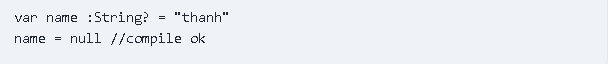 var name :String? = "thanh"
name = null //compile ok